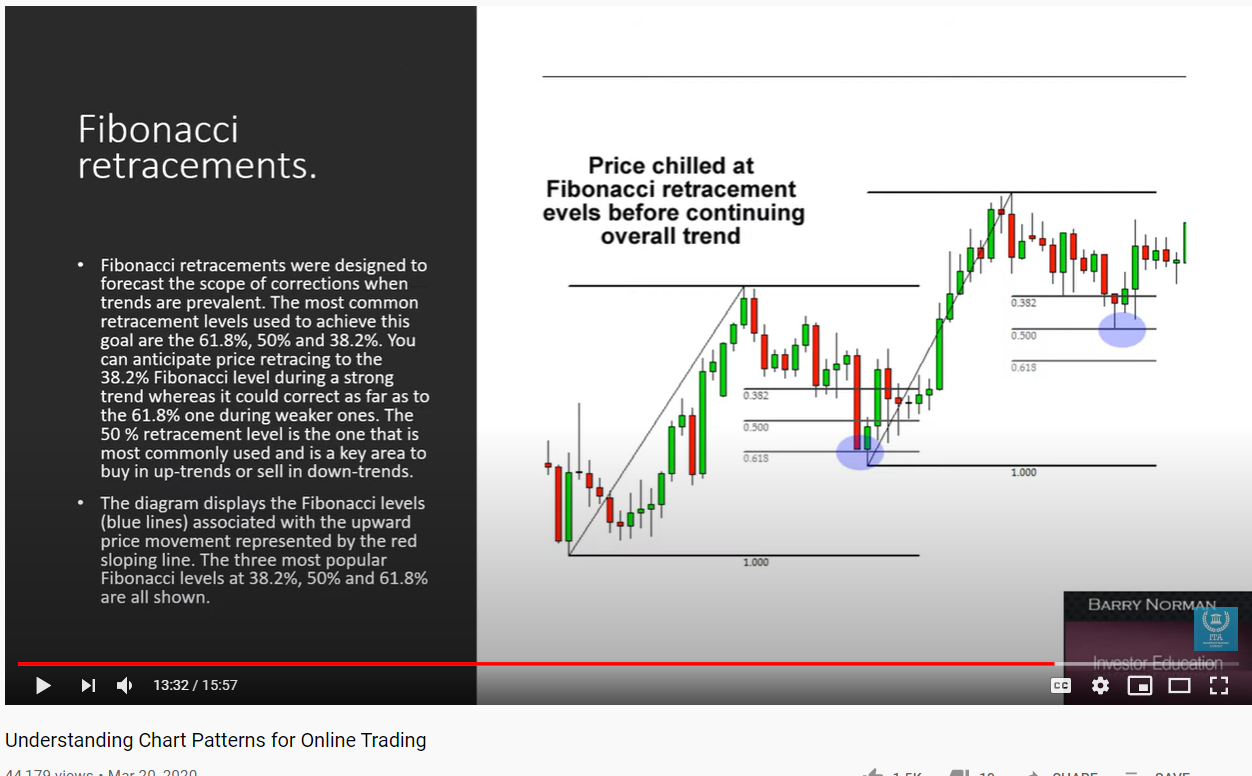 Fibonacci
retracements.
• Fibonacci retracements were designed to
forecast the scope of corrections when
trends are prevalent. The most common
retracement levels used to achieve this
goal are the 61.8%, 50% and 38.2%. You
can anticipate price retracing to the
38.2% Fibonacci level during a strong
trend whereas it could correct as far as to
the 61.8% one during weaker ones. The
50 % retracement level is the one that is
most commonly used and is a key area to
buy in up-trends or sell in down-trends.
• The diagram displays the Fibonacci levels
(blue lines) associated with the upward
price movement represented by the red
sloping line. The three most popular
Fibonacci levels at 38.2%, 50% and 61.8%
are all shown.
Price chilled at
Fibonacci retracement
evels before continuing
overall trend
0.382
0.500
0.618
1.000
0.382
0.500
0.618
1.000
BARRY NORMAN
ITA
Investor Education
13:32 / 15:57
CC
Understanding Chart Patterns for Online Trading
44,179 views • Mar 20, 2020
1.5K
19
SHARE
SAVE